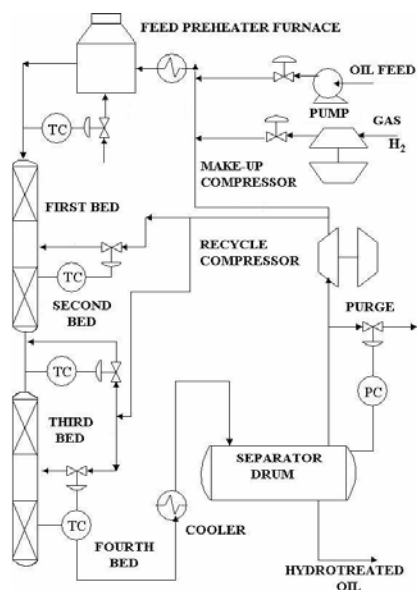 FEED PREHEATER FURNACE
OIL FEED
PUMP
GAS
H2
TC
MAKE-UP
COMPRESSOR
FIRST BED
RECYCLE
COMPRESSOR
TC
SECOND
BED
PURGE
TC
PC
THIRD
BED
SEPARATOR
DRUM
TC
COOLER
FOURTH
BED
HYDROTREATED
OIL